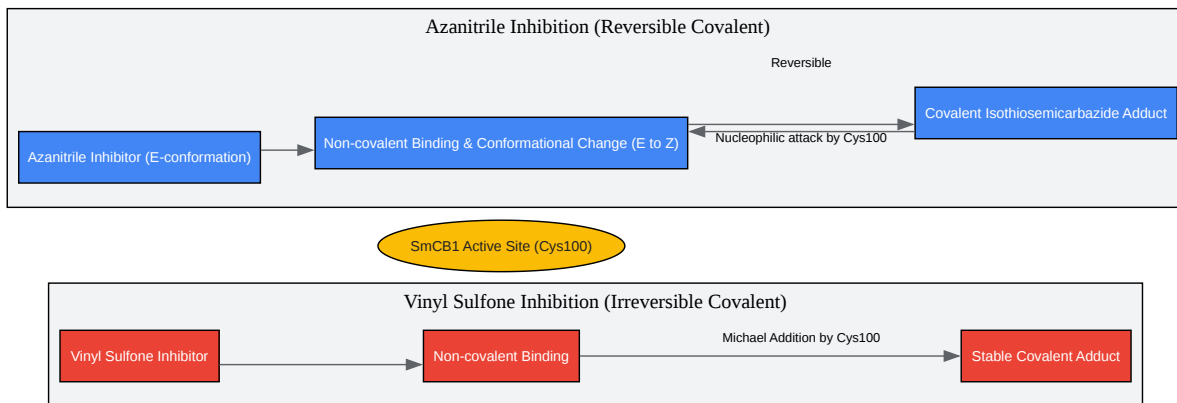 Azanitrile Inhibition (Reversible Covalent)
Reversible
Covalent Isothiosemicarbazide Adduct
Nucleophilic attack by Cys100
Non-covalent Binding & Conformational Change (E to Z)
Azanitrile Inhibitor (E-conformation)
SmCB1 Active Site (Cys100)
Vinyl Sulfone Inhibition (Irreversible Covalent)
Michael Addition by Cys100
Vinyl Sulfone Inhibitor
Non-covalent Binding
Stable Covalent Adduct